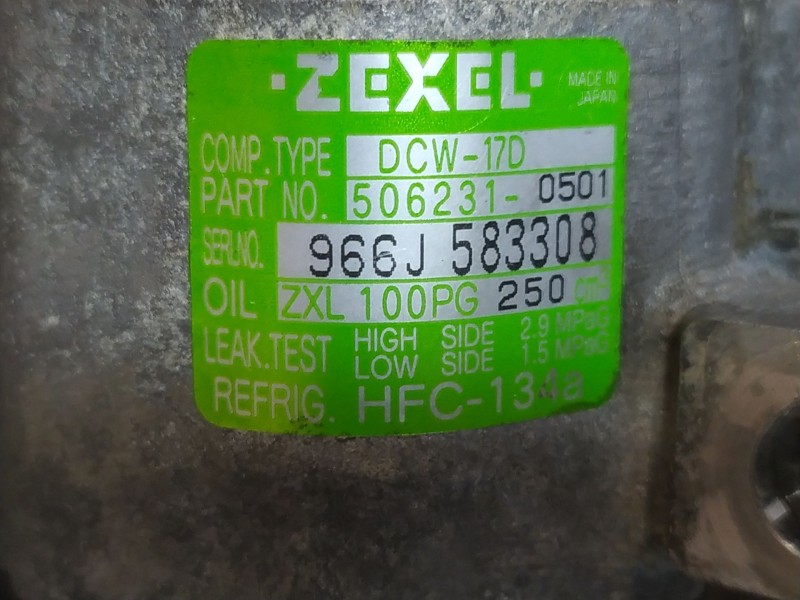 ·ZEXEL·
MADE IN
JAPAN
COMP.TYPE DCW-17D
PART NO. 506231-0501
SERI.NO. 966J 583308
OIL ZXL 100PG 250 cm³
LEAK.TEST HIGH SIDE 2.9 MPaG
LOW SIDE 1.5 MPaG
REFRIG. HFC-134a